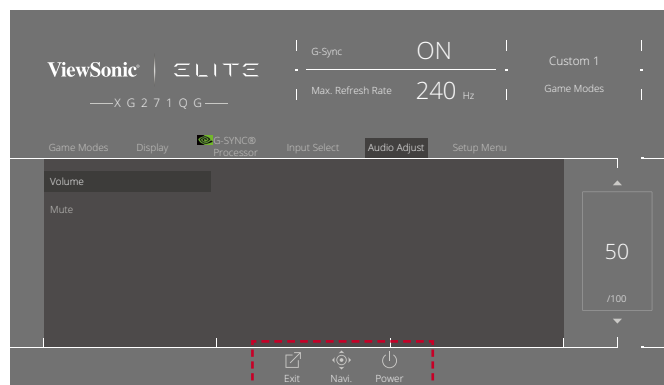 G-Sync ON
Custom 1
ViewSonic® | ELITE
Max. Refresh Rate 240 Hz
Game Modes
XG271QG
Game Modes Display G-SYNC® Processor Input Select Audio Adjust Setup Menu
Volume
Mute
50
/100
Exit Navi. Power